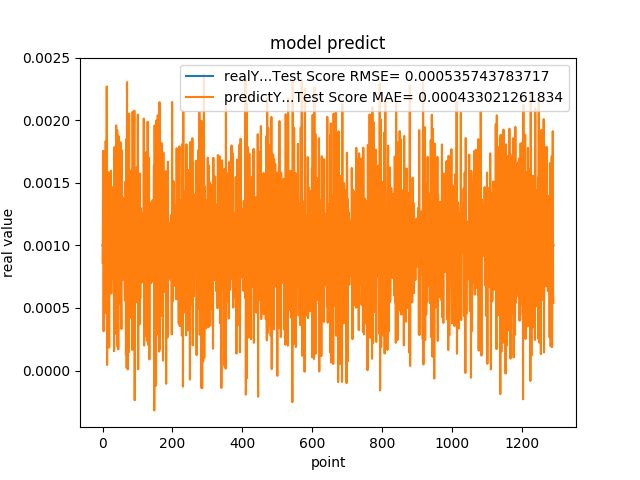 model predict
realY...Test Score RMSE= 0.000535743783717
predictY...Test Score MAE= 0.000433021261834
0.0025
0.0020
0.0015
0.0010
0.0005
0.0000
real value
0 200 400 600 800 1000 1200
point